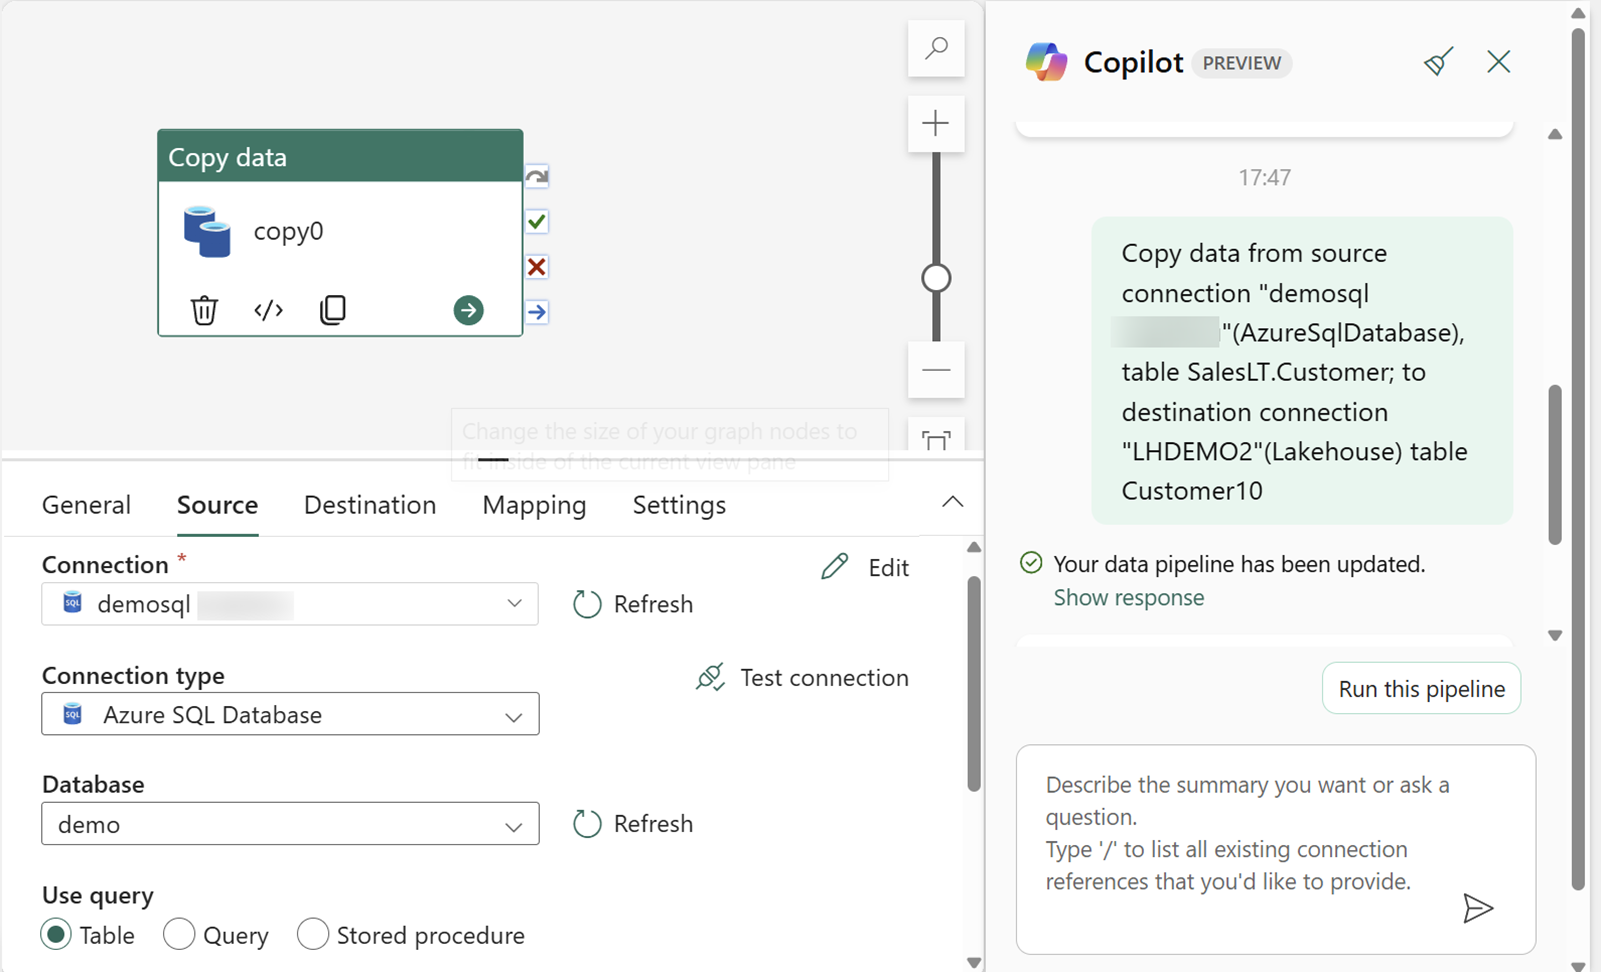 Copy data
copy0
Change the size of your graph nodes to
fit inside of the current view pane
General Source Destination Mapping Settings
Connection *
Edit
demosql
Refresh
Connection type
Test connection
SQL Azure SQL Database
Database
demo
Refresh
Use query
Table Query Stored procedure
Copilot PREVIEW
17:47
Copy data from source
connection "demosql
"(AzureSqlDatabase),
table SalesLT.Customer; to
destination connection
"LHDEMO2"(Lakehouse) table
Customer10
Your data pipeline has been updated.
Show response
Run this pipeline
Describe the summary you want or ask a
question.
Type '/' to list all existing connection
references that you'd like to provide.